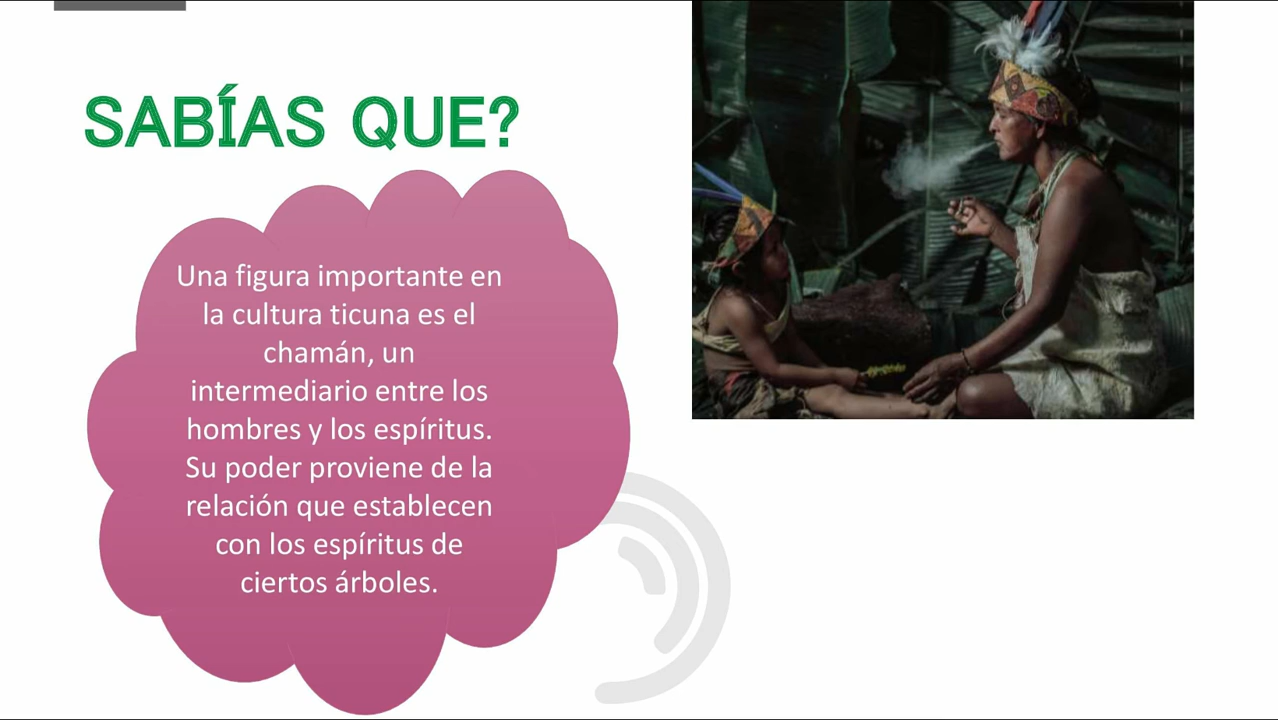 SABÍAS QUE?
Una figura importante en
la cultura ticuna es el
chamán, un
intermediario entre los
hombres y los espíritus.
Su poder proviene de la
relación que establecen
con los espíritus de
ciertos árboles.